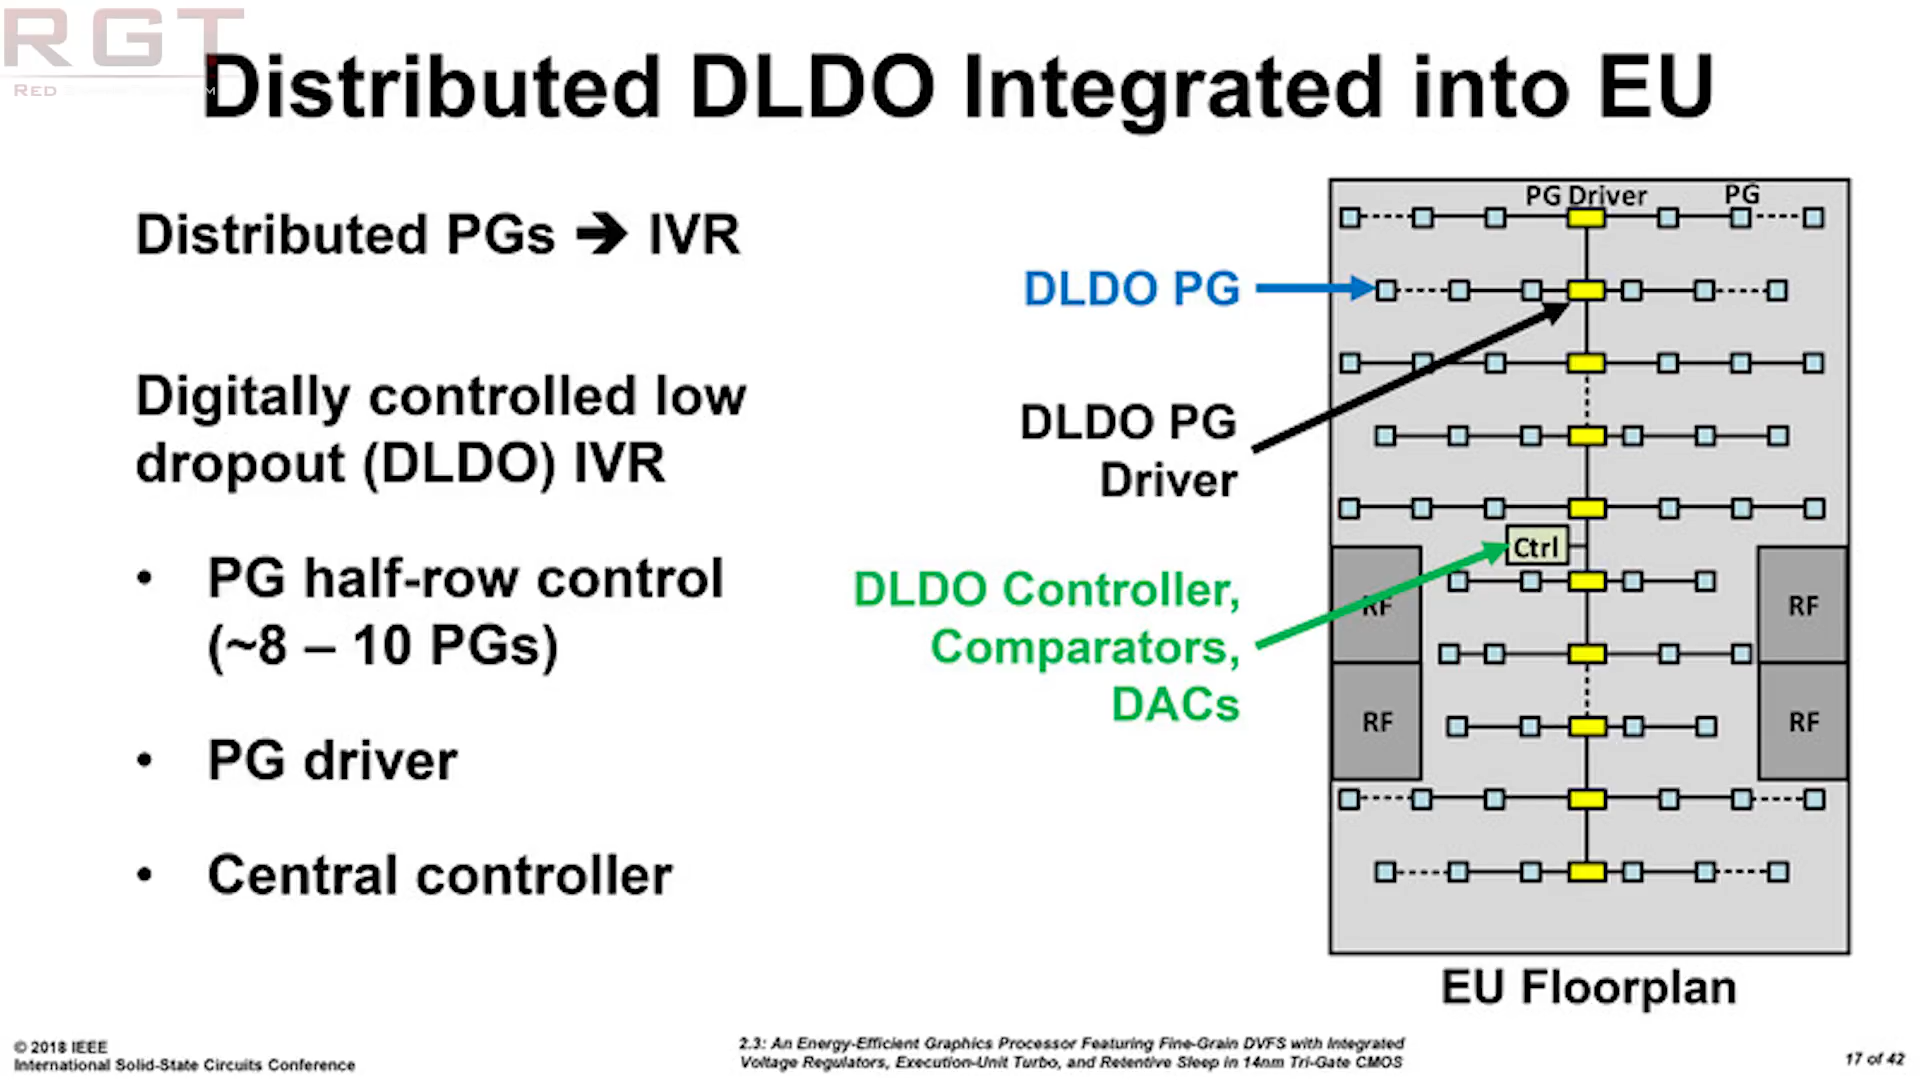 RGT
RED
Distributed DLDO Integrated into EU
Distributed PGs ➔ IVR
Digitally controlled low
dropout (DLDO) IVR
• PG half-row control
(~8 – 10 PGs)
• PG driver
• Central controller
DLDO PG
DLDO PG
Driver
DLDO Controller,
Comparators,
DACs
PG Driver
PG
Ctrl
RF
RF
RF
RF
EU Floorplan
© 2018 IEEE
International Solid-State Circuits Conference
2.3: An Energy-Efficient Graphics Processor Featuring Fine-Grain DVFS with Integrated
Voltage Regulators, Execution-Unit Turbo, and Retentive Sleep in 14nm Tri-Gate CMOS
17 of 42